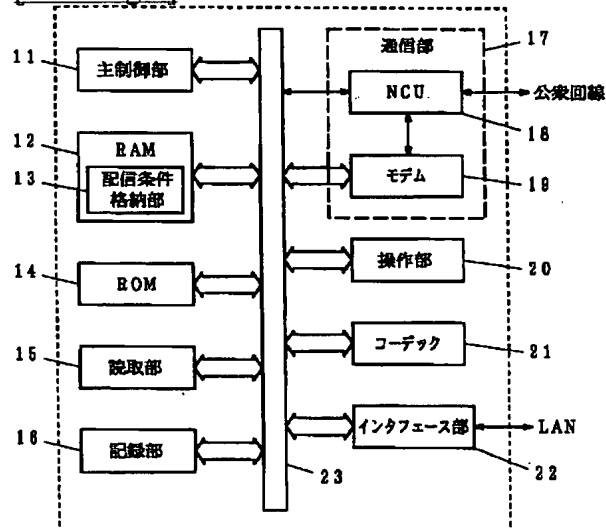 11
主制御部
12
RAM
13
配信条件
格納部
14
ROM
15
読取部
16
記録部
通信部
17
NCU
公衆回線
18
モデム
19
操作部
20
コーデック
21
インタフェース部
LAN
22
23